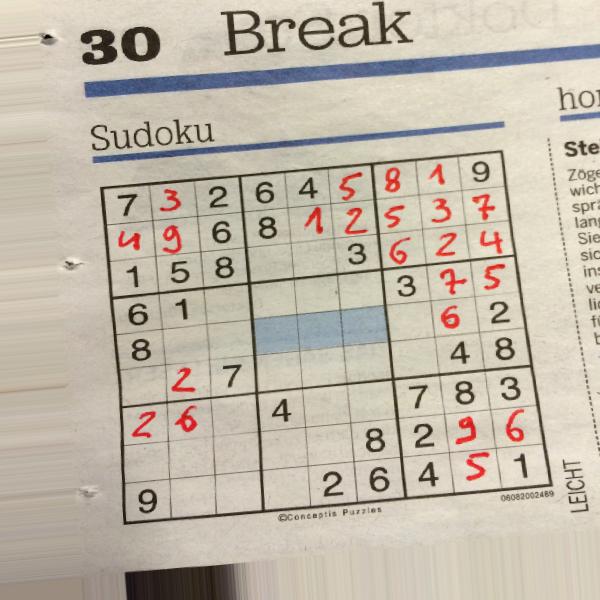 30 Break
Sudoku
7 3 2 6 4 5 8 1 9
4 9 6 8 1 2 5 3 7
1 5 8 3 6 2 4
6 1 3 7 5
8 6 2
2 7 4 8
2 6 4 7 8 3
8 2 9 6
9 2 6 4 5 1
©Conceptis Puzzles
06082002469
LEICHT
hor
Ste
Zöge
wich
spra
lang
Sie
sic
ins
ve
lic
fü
b